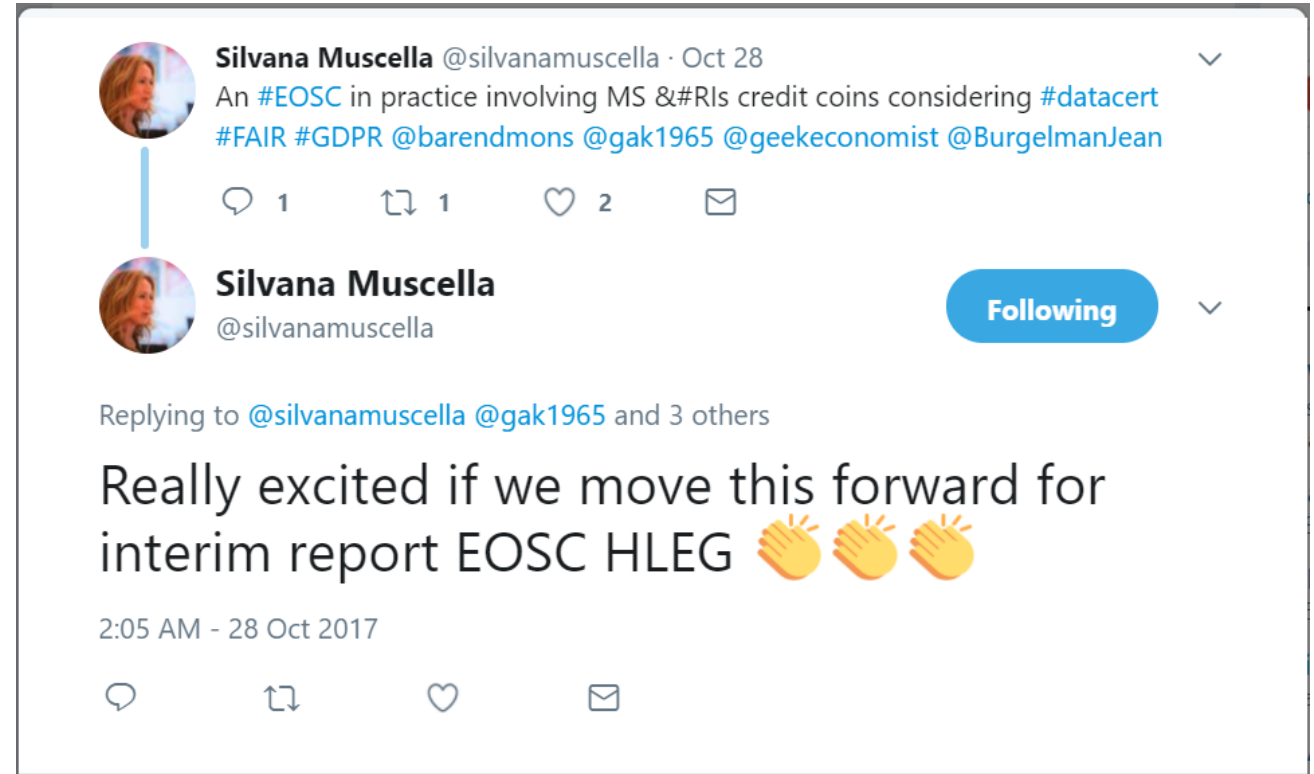 Silvana Muscella @silvanamuscella · Oct 28
An #EOSC in practice involving MS &#RIs credit coins considering #datacert
#FAIR #GDPR @barendmons @gak1965 @geekeconomist @BurgelmanJean
1 1 2
Silvana Muscella
@silvanamuscella
Following
Replying to @silvanamuscella @gak1965 and 3 others
Really excited if we move this forward for
interim report EOSC HLEG 👏👏👏
2:05 AM - 28 Oct 2017